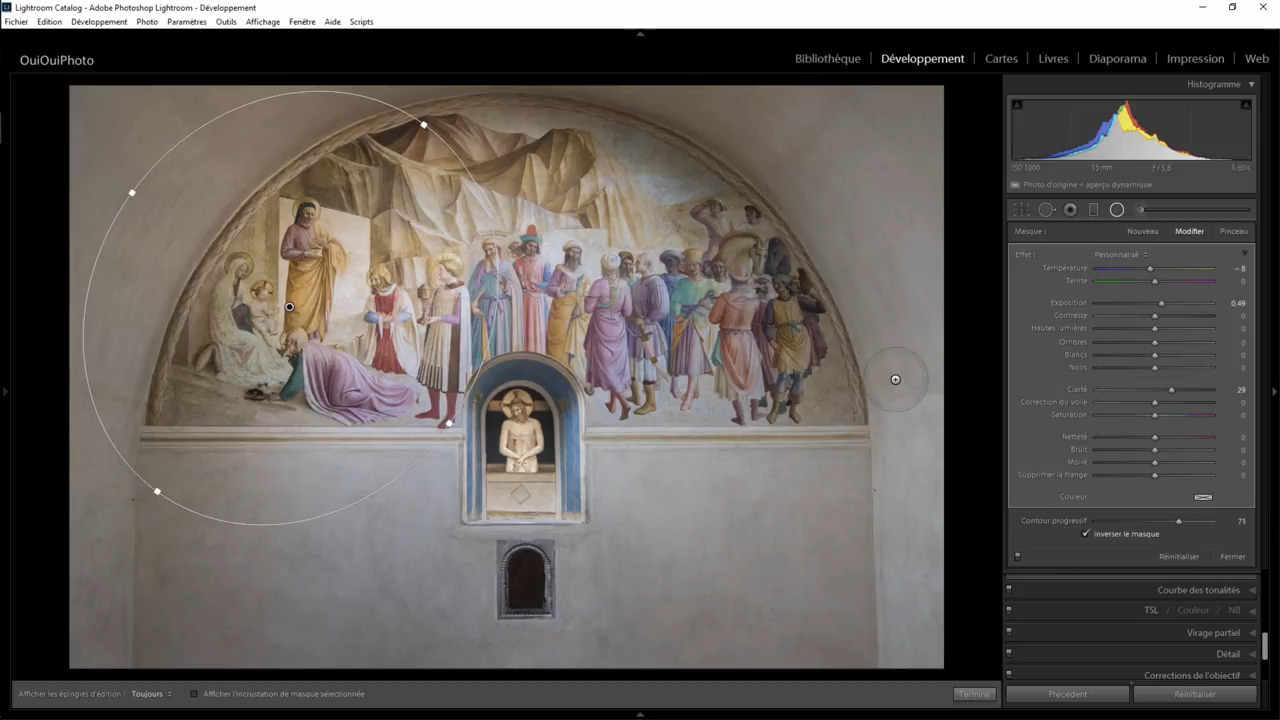 Lightroom Catalog - Adobe Photoshop Lightroom - Développement
Fichier Edition Développement Photo Paramètres Outils Affichage Fenêtre Aide Scripts
OuiOuiPhoto
Bibliothèque | Développement | Cartes | Livres | Diaporama | Impression | Web
Histogramme
ISO 1000 15 mm ƒ / 5,6
Photo d'origine + aperçu dynamique
Masque : Nouveau Modifier Pinceau
Effet : Personnalisé
Température – 8
Teinte 0
Exposition 0,49
Contraste 0
Hautes lumières 0
Ombres 0
Blancs 0
Noirs 0
Clarté 29
Correction du voile 0
Saturation 0
Netteté 0
Bruit 0
Moiré 0
Supprimer la frange 0
Couleur
Contour progressif 71
Inverser le masque
Réinitialiser Fermer
Courbe des tonalités
TSL / Couleur / NB
Virage partiel
Détail
Corrections de l'objectif
Afficher les épingles d'édition : Toujours Afficher l'incrustation de masque sélectionnée Terminé
Précédent Réinitialiser